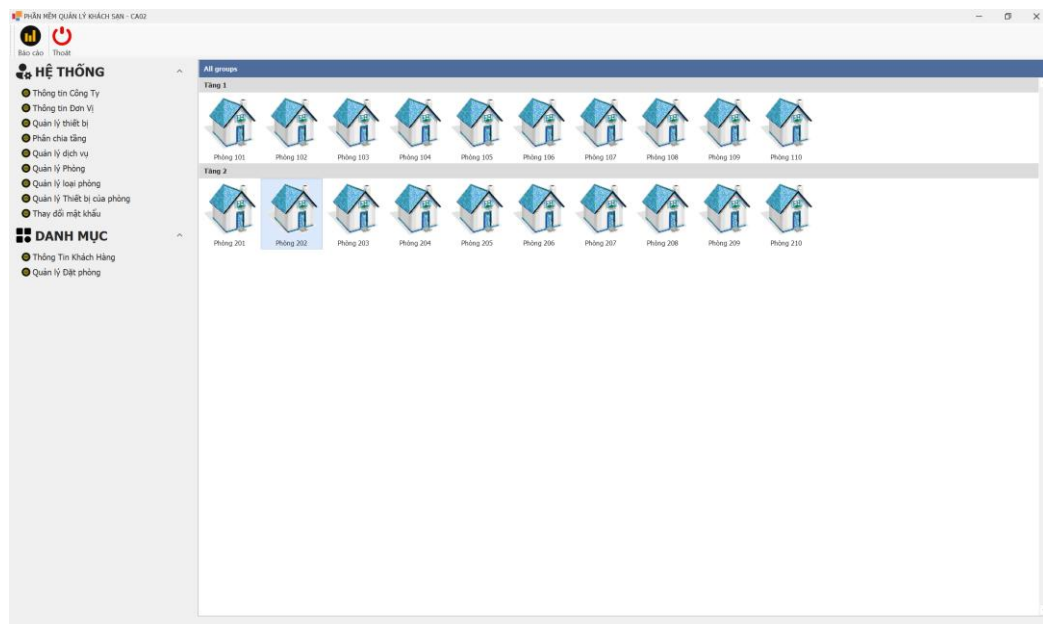 PHẦN MỀM QUẢN LÝ KHÁCH SẠN - CA02
Báo cáo Thoát
HỆ THỐNG
Thông tin Công Ty
Thông tin Đơn Vị
Quản lý thiết bị
Phân chia tầng
Quản lý dịch vụ
Quản lý Phòng
Quản lý loại phòng
Quản lý Thiết bị của phòng
Thay đổi mật khẩu
DANH MỤC
Thông Tin Khách Hàng
Quản lý Đặt phòng
All groups
Tầng 1
Phòng 101 Phòng 102 Phòng 103 Phòng 104 Phòng 105 Phòng 106 Phòng 107 Phòng 108 Phòng 109 Phòng 110
Tầng 2
Phòng 201 Phòng 202 Phòng 203 Phòng 204 Phòng 205 Phòng 206 Phòng 207 Phòng 208 Phòng 209 Phòng 210